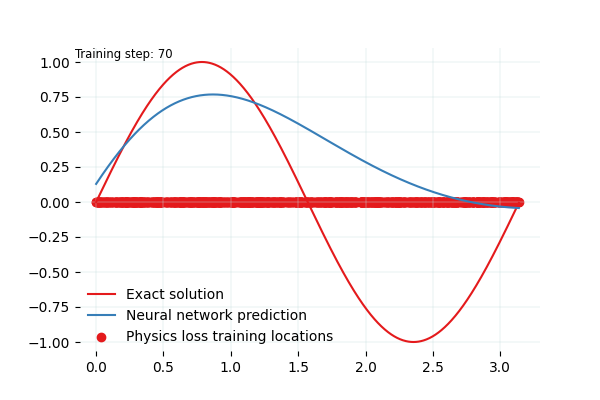 Training step: 70
1.00
0.75
0.50
0.25
0.00
−0.25
−0.50
−0.75
−1.00
Exact solution
Neural network prediction
Physics loss training locations
0.0 0.5 1.0 1.5 2.0 2.5 3.0